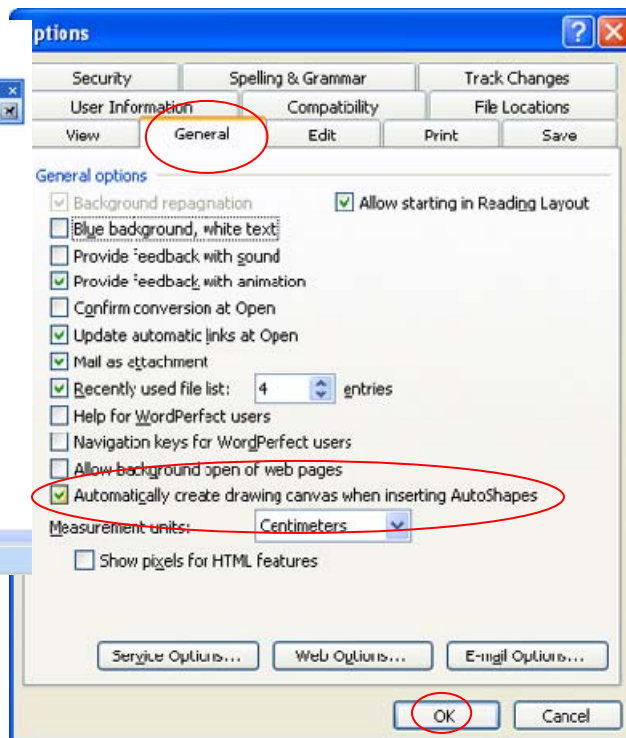 ptions
Security Spelling & Grammar Track Changes
User Information Compatibility File Locations
View General Edit Print Save
General options
Background repagnation Allow starting in Reading Layout
Blue background, white text
Provide feedback with sound
Provide feedback with animation
Confirm conversion at Open
Update automatic links at Open
Mail as attachment
Recently used file list: 4 entries
Help for WordPerfect users
Navigation keys for WordPerfect users
Allow background open of web pages
Automatically create drawing canvas when inserting AutoShapes
Measurement units: Centimeters
Show pixels for HTML features
Service Options... Web Options... E-mail Options...
OK Cancel